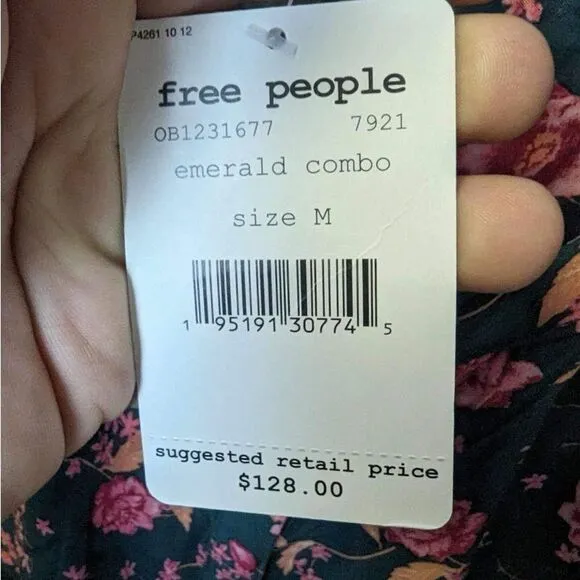 P4261 10 12
free people
OB1231677 7921
emerald combo
size M
1 95191 30774 5
suggested retail price
$128.00